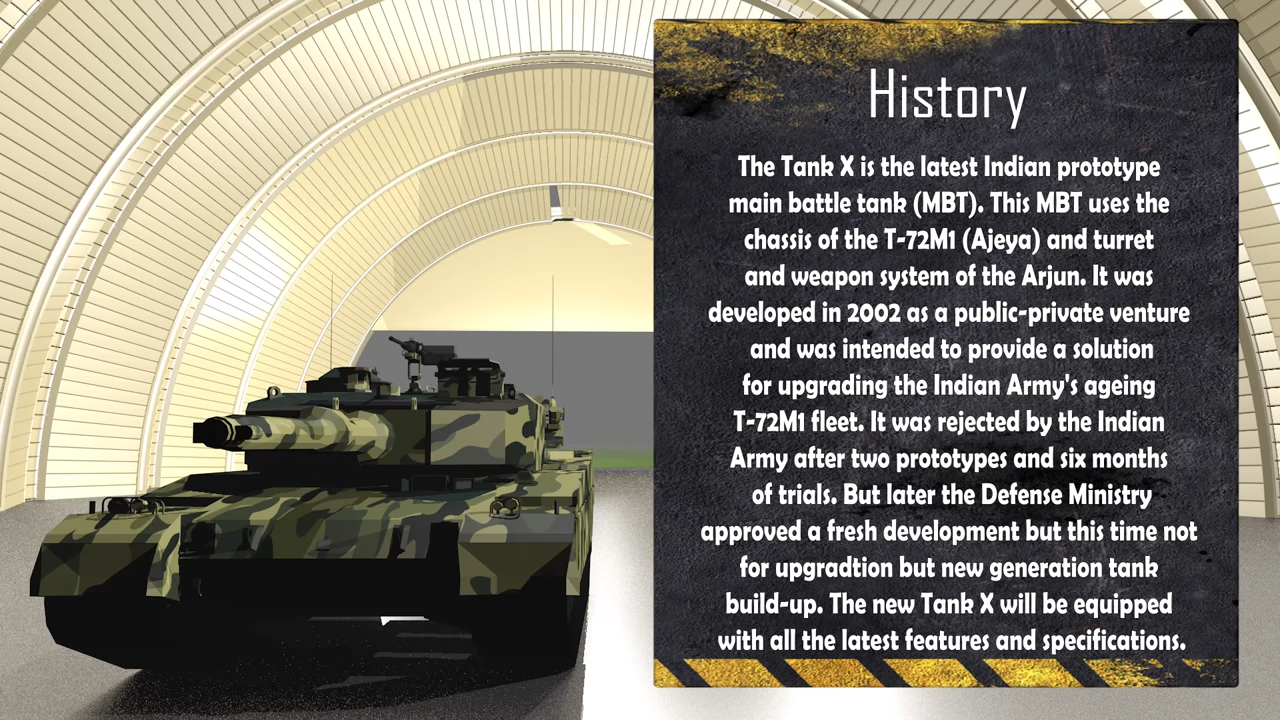 History
The Tank X is the latest Indian prototype
main battle tank (MBT). This MBT uses the
chassis of the T-72M1 (Ajeya) and turret
and weapon system of the Arjun. It was
developed in 2002 as a public-private venture
and was intended to provide a solution
for upgrading the Indian Army's ageing
T-72M1 fleet. It was rejected by the Indian
Army after two prototypes and six months
of trials. But later the Defense Ministry
approved a fresh development but this time not
for upgradtion but new generation tank
build-up. The new Tank X will be equipped
with all the latest features and specifications.